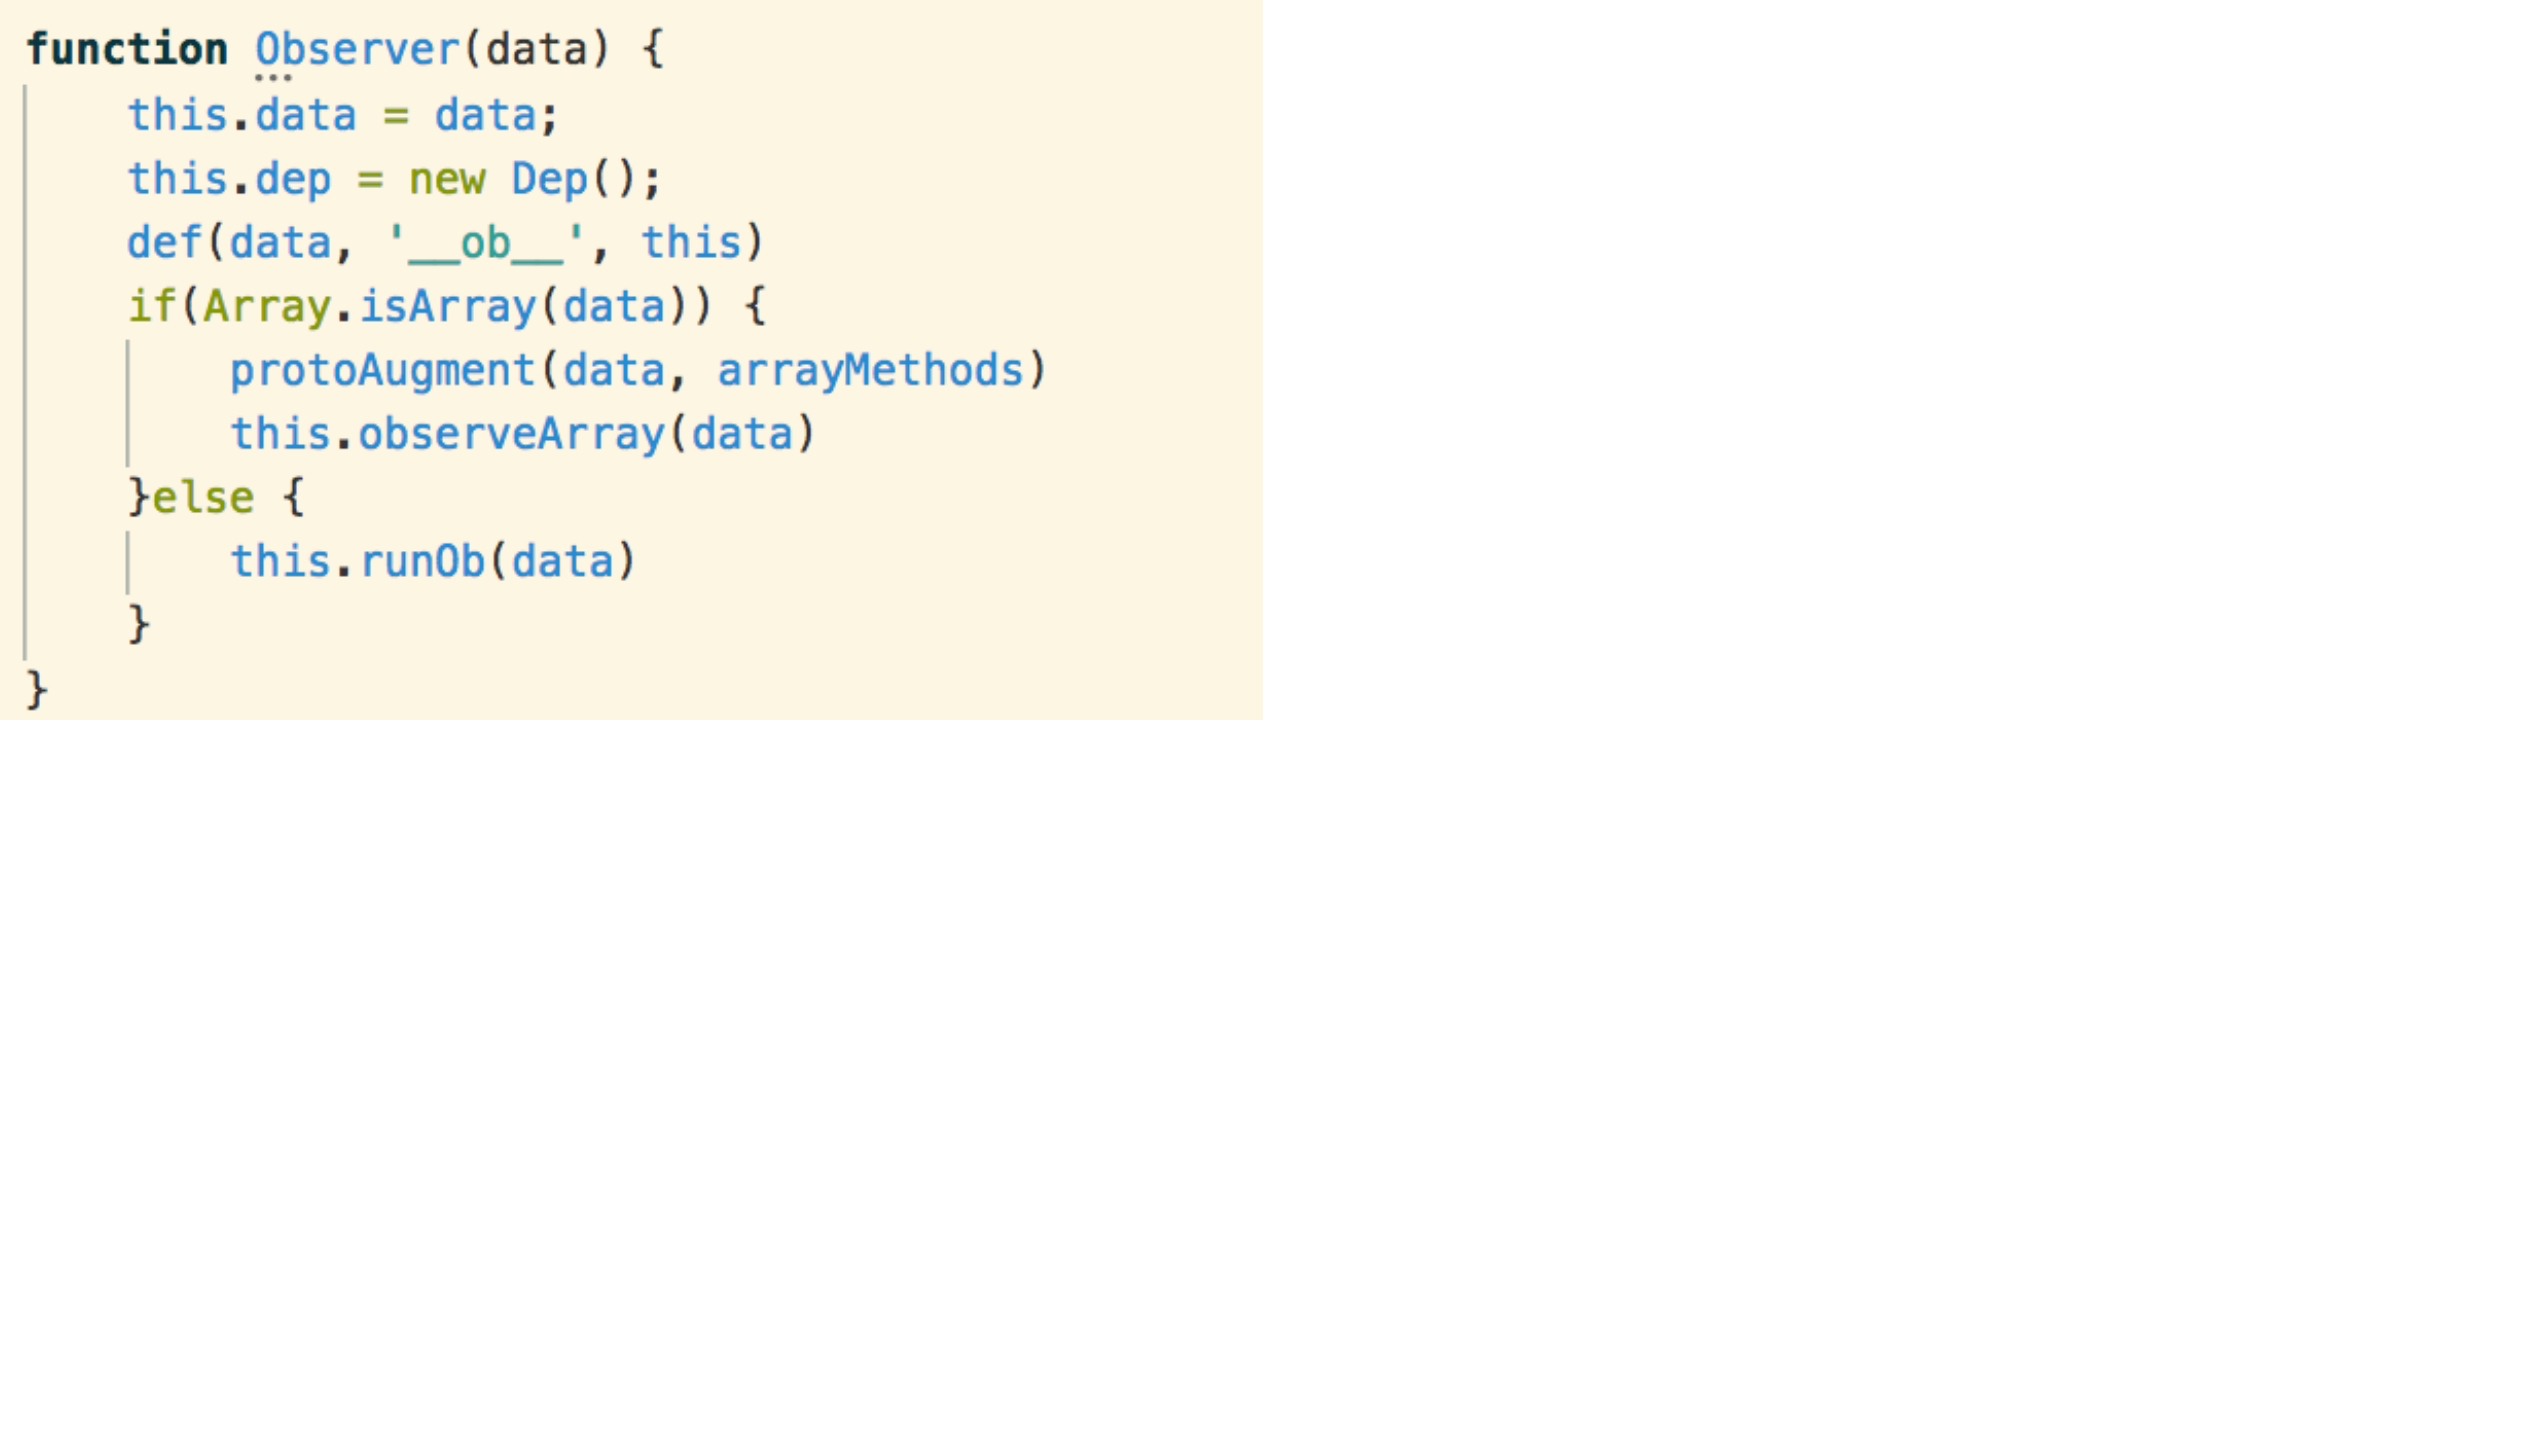 function Observer(data) {
    this.data = data;
    this.dep = new Dep();
    def(data, '__ob__', this)
    if(Array.isArray(data)) {
        protoAugment(data, arrayMethods)
        this.observeArray(data)
    }else {
        this.runOb(data)
    }
}